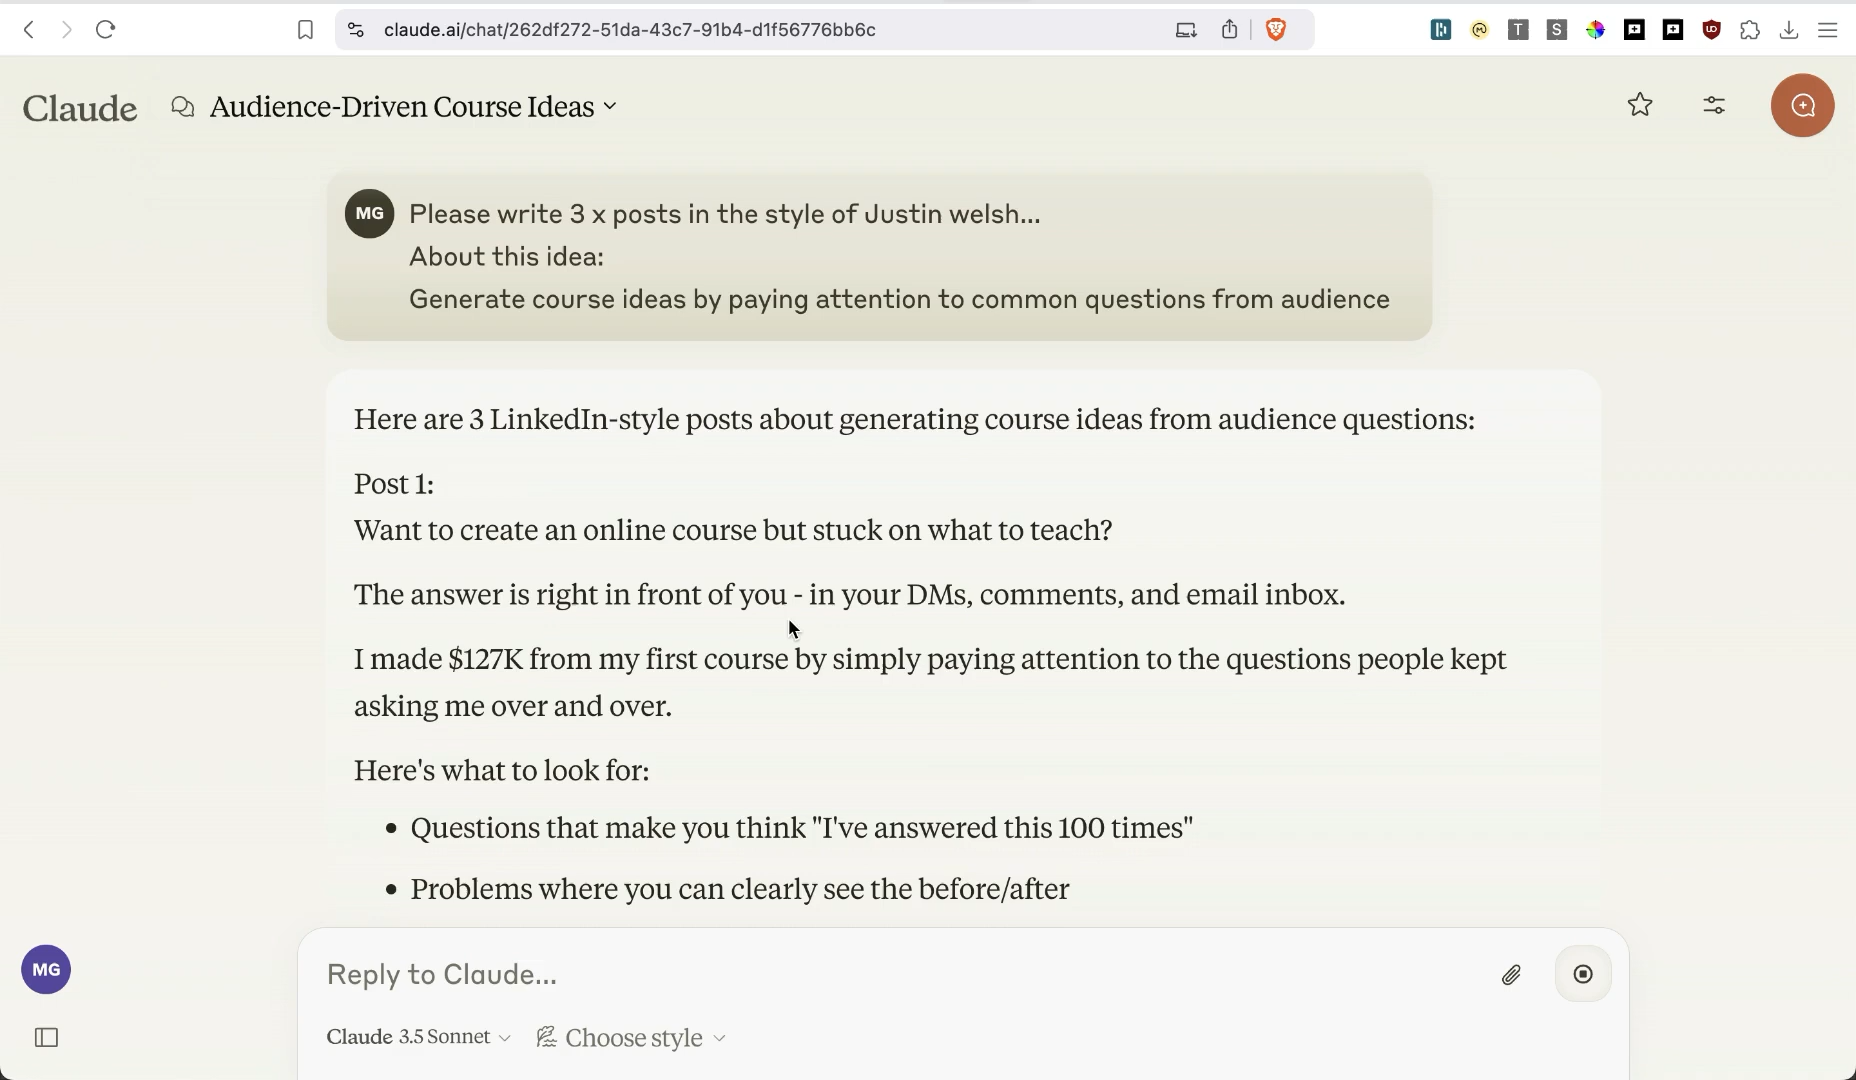 claude.ai/chat/262df272-51da-43c7-91b4-d1f56776bb6c
T
S
Claude
Audience-Driven Course Ideas
MG
Please write 3 x posts in the style of Justin welsh...
About this idea:
Generate course ideas by paying attention to common questions from audience
Here are 3 LinkedIn-style posts about generating course ideas from audience questions:
Post 1:
Want to create an online course but stuck on what to teach?
The answer is right in front of you - in your DMs, comments, and email inbox.
I made $127K from my first course by simply paying attention to the questions people kept
asking me over and over.
Here's what to look for:
• Questions that make you think "I've answered this 100 times"
• Problems where you can clearly see the before/after
MG
Reply to Claude...
Claude 3.5 Sonnet
Choose style